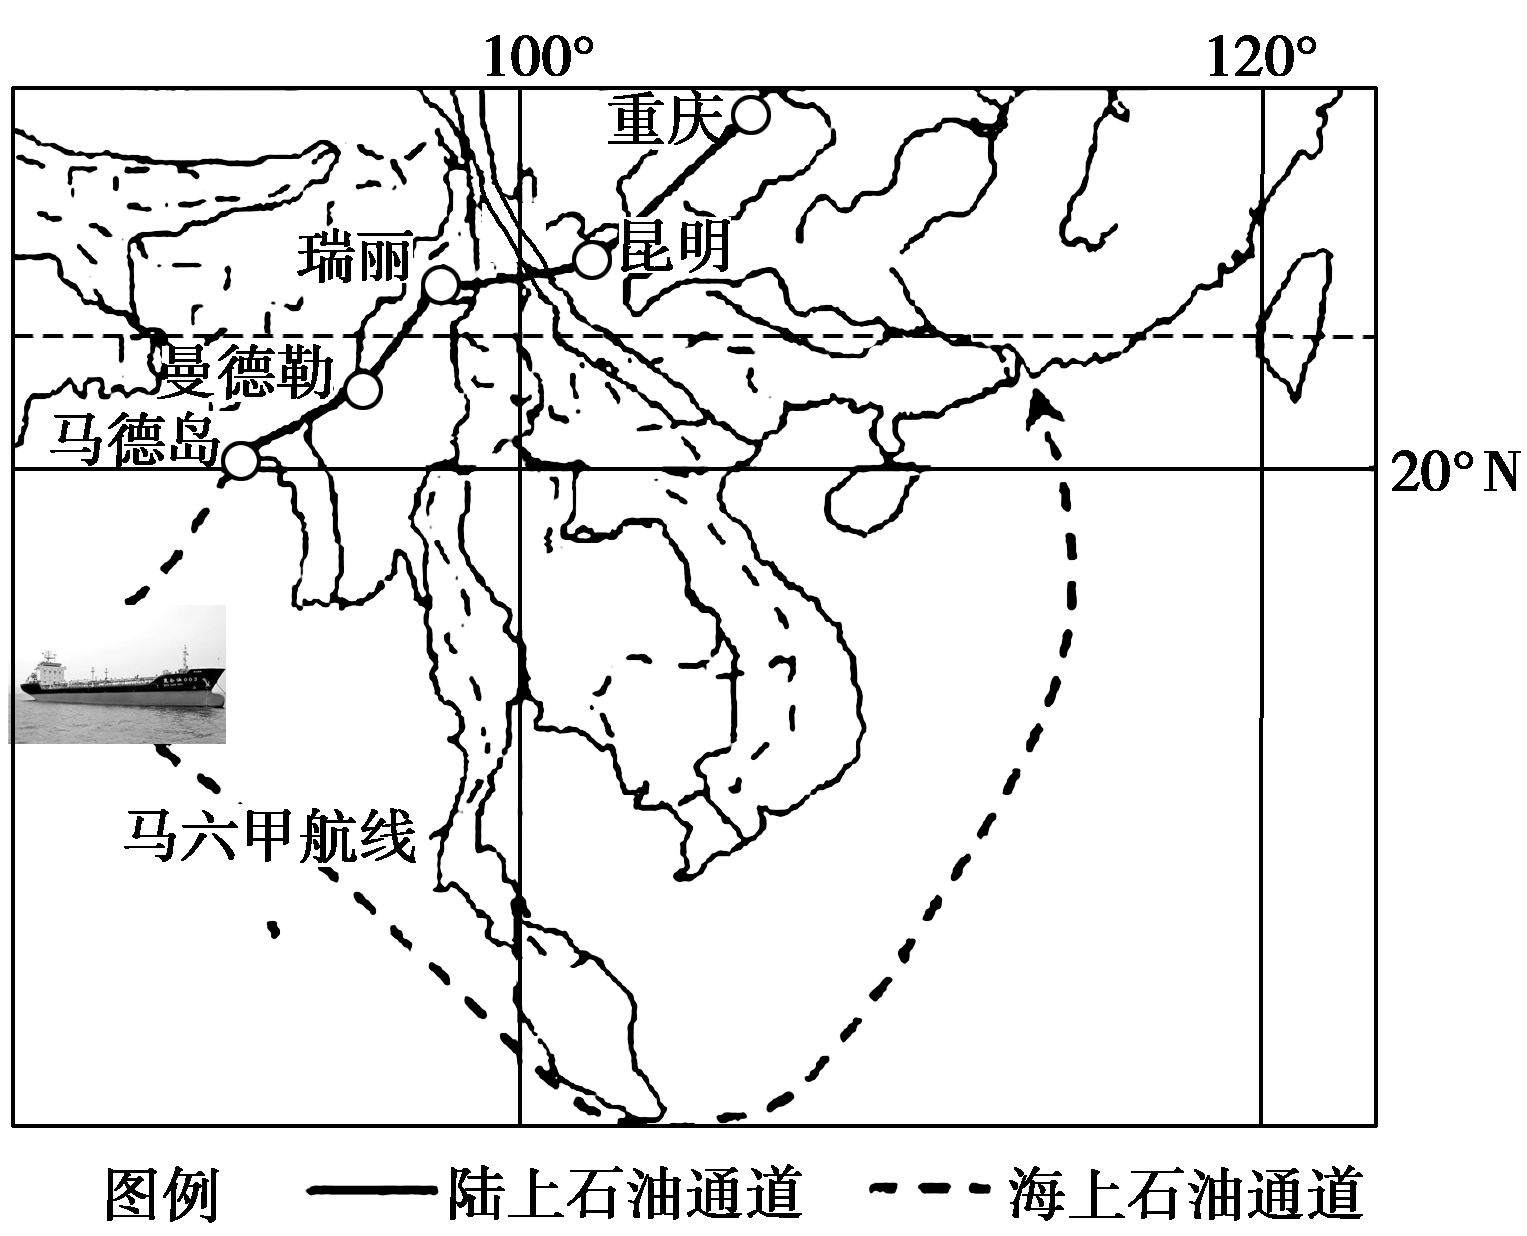 100°
120°
重庆
昆明
瑞丽
曼德勒
马德岛
20°N
马六甲航线
图例
陆上石油通道
海上石油通道